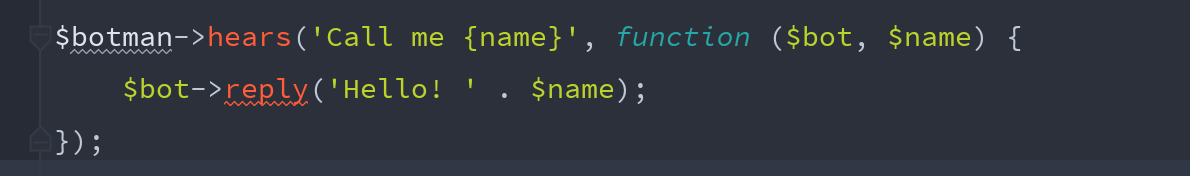 $botman->hears('Call me {name}', function ($bot, $name) {
    $bot->reply('Hello! ' . $name);
});